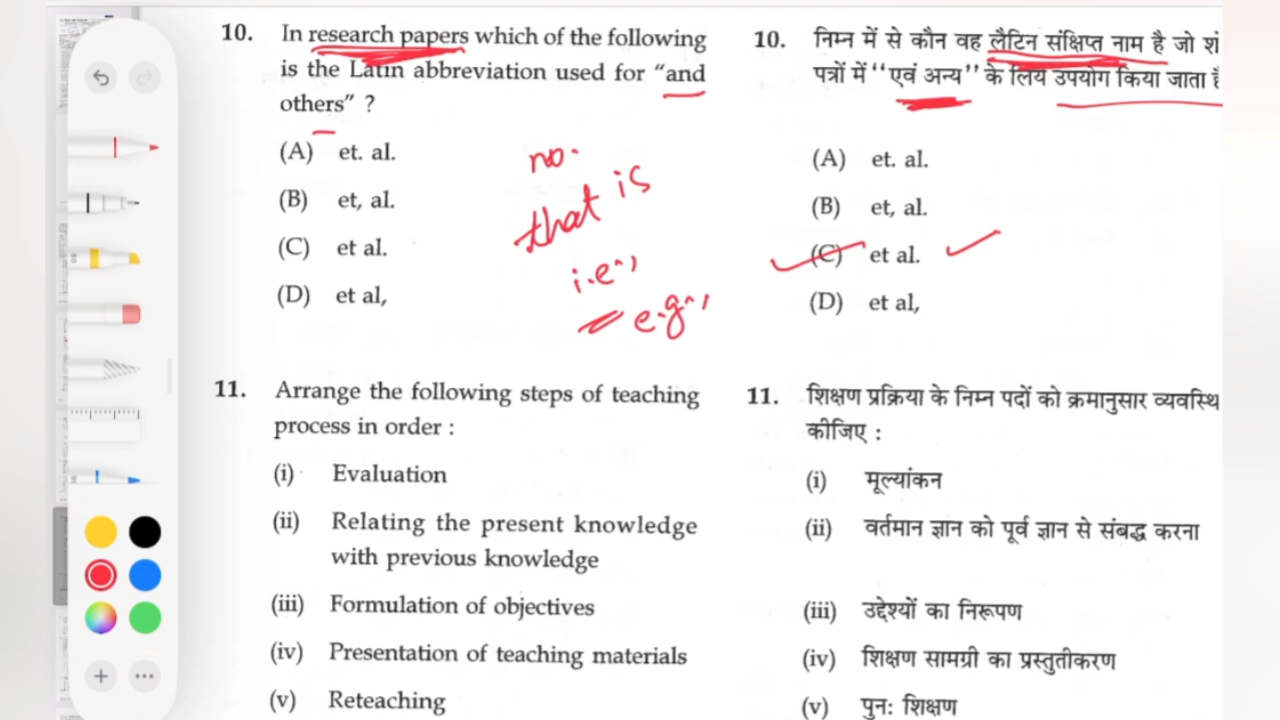 10. In research papers which of the following
is the Latin abbreviation used for “and
others” ?
(A) et. al.
(B) et, al.
(C) et al.
(D) et al,
no.
that is
i.e.,
e.g.,
11. Arrange the following steps of teaching
process in order :
(i) Evaluation
(ii) Relating the present knowledge
with previous knowledge
(iii) Formulation of objectives
(iv) Presentation of teaching materials
(v) Reteaching
10. निम्न में से कौन वह लैटिन संक्षिप्त नाम है जो शं
पत्रों में ‘‘एवं अन्य’’ के लिये उपयोग किया जाता है
(A) et. al.
(B) et, al.
(C) et al.
(D) et al,
11. शिक्षण प्रक्रिया के निम्न पदों को क्रमानुसार व्यवस्थि
कीजिए :
(i) मूल्यांकन
(ii) वर्तमान ज्ञान को पूर्व ज्ञान से संबद्ध करना
(iii) उद्देश्यों का निरूपण
(iv) शिक्षण सामग्री का प्रस्तुतीकरण
(v) पुनः शिक्षण